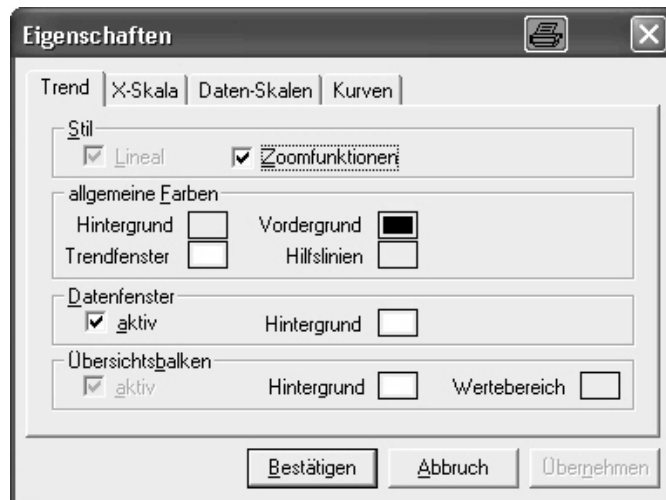 Eigenschaften
Trend X-Skala Daten-Skalen Kurven
Stil
Lineal Zoomfunktionen
allgemeine Farben
Hintergrund Vordergrund
Trendfenster Hilfslinien
Datenfenster
aktiv Hintergrund
Übersichtsbalken
aktiv Hintergrund Wertebereich
Bestätigen Abbruch Übernehmen